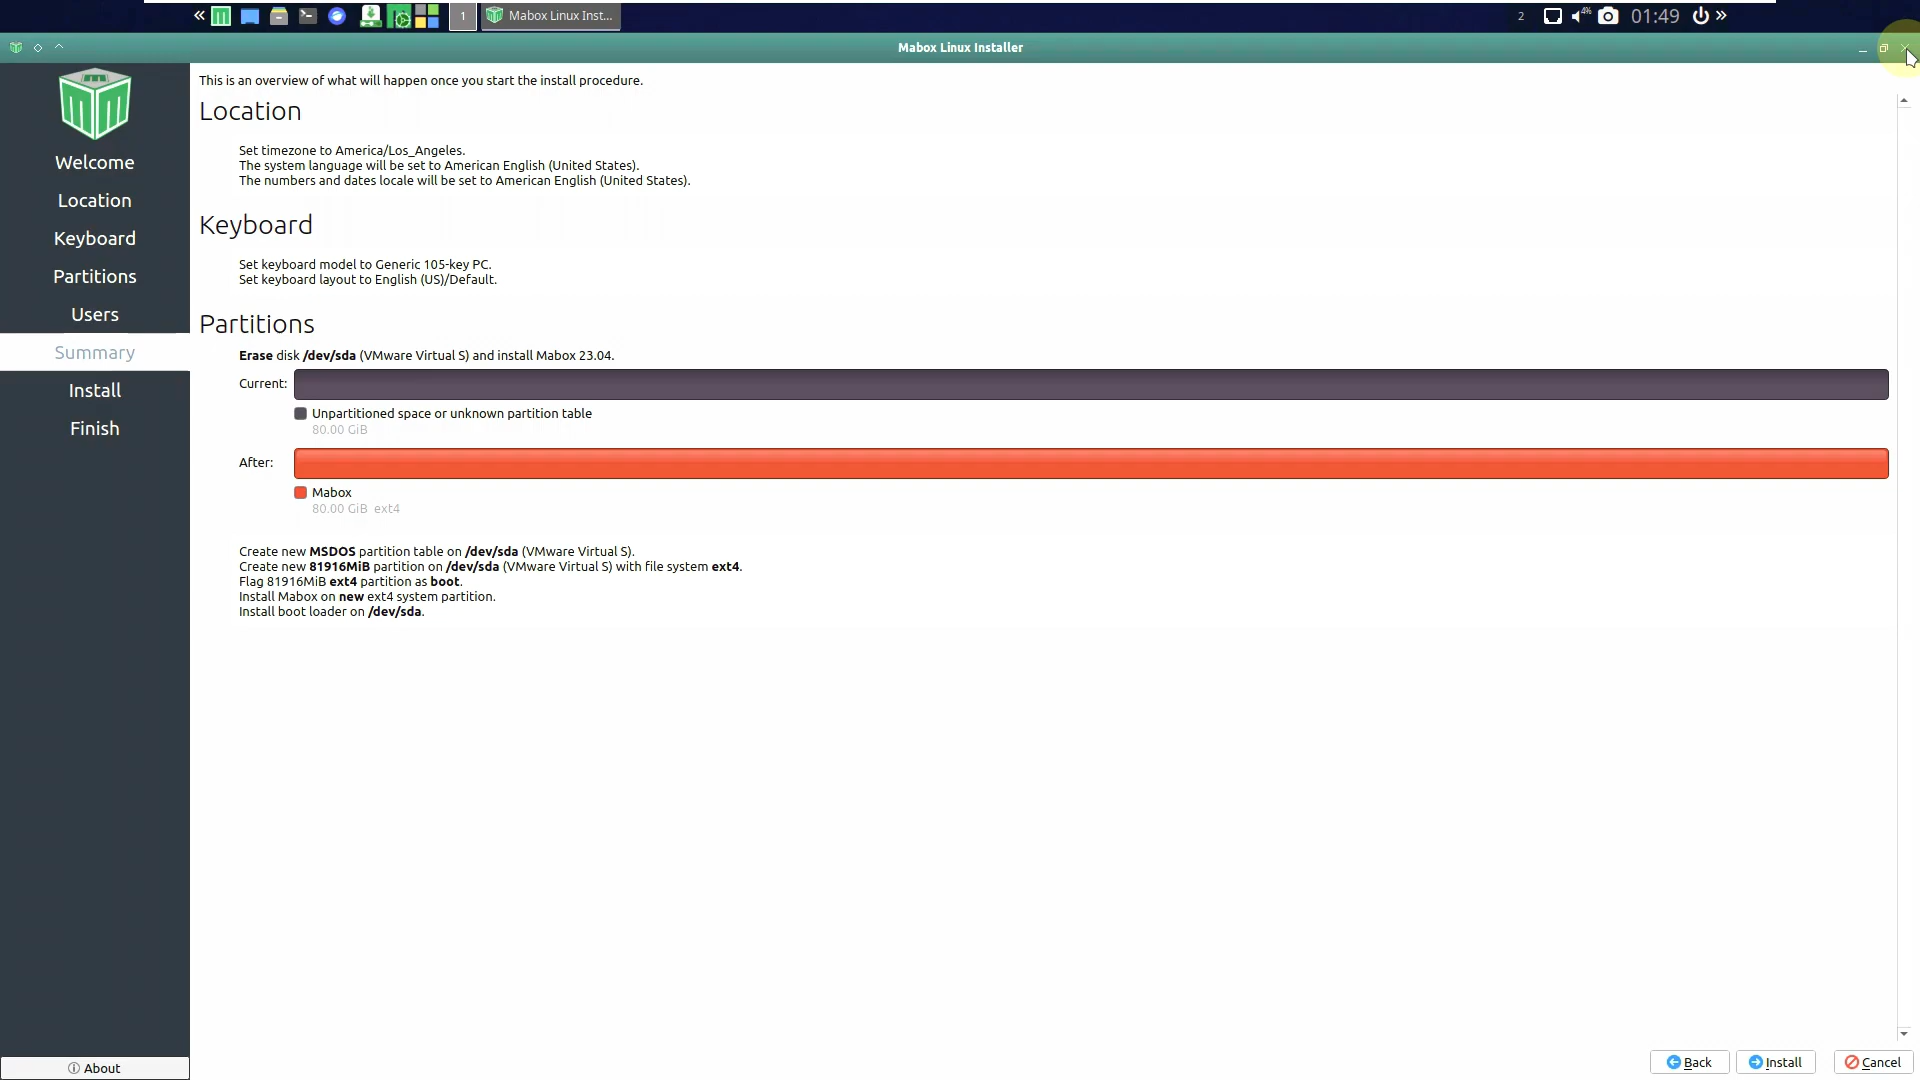 1
Mabox Linux Inst...
2
4%
01:49
Mabox Linux Installer
Welcome
Location
Keyboard
Partitions
Users
Summary
Install
Finish
About
This is an overview of what will happen once you start the install procedure.
Location
Set timezone to America/Los_Angeles.
The system language will be set to American English (United States).
The numbers and dates locale will be set to American English (United States).
Keyboard
Set keyboard model to Generic 105-key PC.
Set keyboard layout to English (US)/Default.
Partitions
Erase disk /dev/sda (VMware Virtual S) and install Mabox 23.04.
Current:
Unpartitioned space or unknown partition table
80.00 GiB
After:
Mabox
80.00 GiB ext4
Create new MSDOS partition table on /dev/sda (VMware Virtual S).
Create new 81916MiB partition on /dev/sda (VMware Virtual S) with file system ext4.
Flag 81916MiB ext4 partition as boot.
Install Mabox on new ext4 system partition.
Install boot loader on /dev/sda.
Back
Install
Cancel